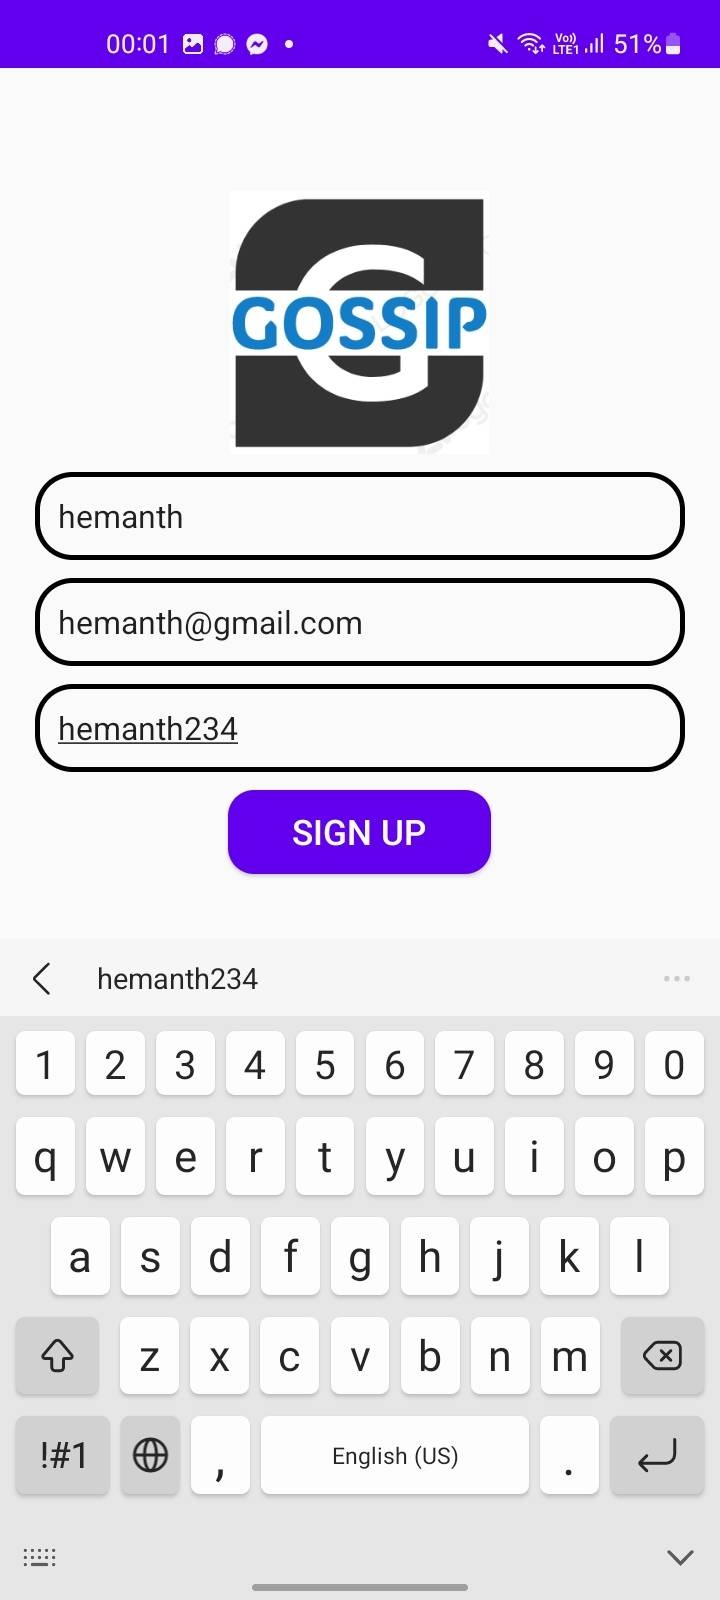 00:01 Vo)) LTE1 51%
G
GOSSIP
hemanth
hemanth@gmail.com
hemanth234
SIGN UP
hemanth234
1 2 3 4 5 6 7 8 9 0
q w e r t y u i o p
a s d f g h j k l
z x c v b n m
!#1 , English (US) .